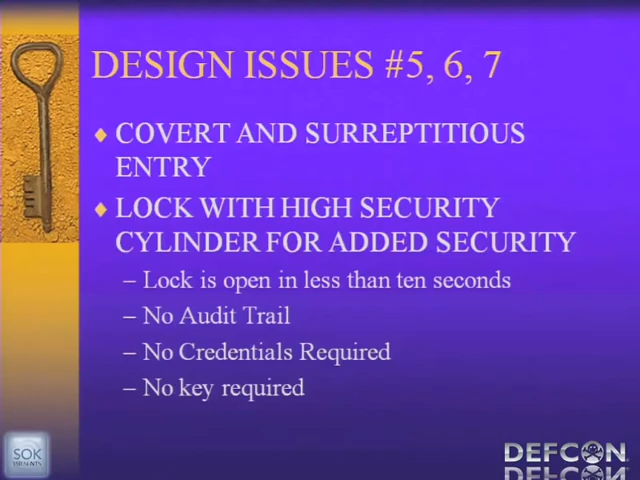 DESIGN ISSUES #5, 6, 7
♦ COVERT AND SURREPTITIOUS
ENTRY
♦ LOCK WITH HIGH SECURITY
CYLINDER FOR ADDED SECURITY
– Lock is open in less than ten seconds
– No Audit Trail
– No Credentials Required
– No key required
SOK
PRESENTS
DEFCON